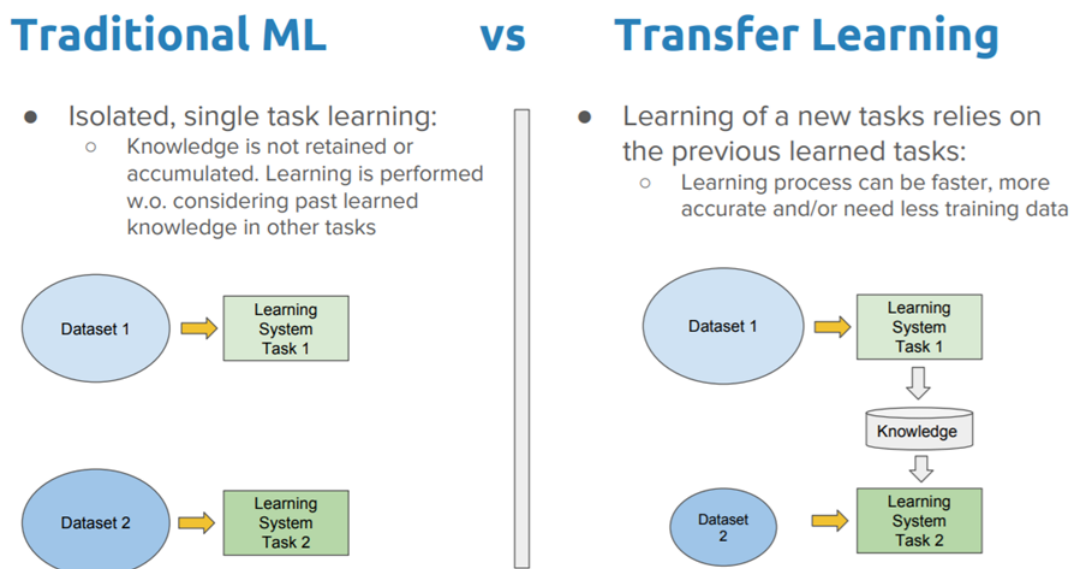 Traditional ML vs Transfer Learning
● Isolated, single task learning:
○ Knowledge is not retained or
accumulated. Learning is performed
w.o. considering past learned
knowledge in other tasks
Dataset 1
Learning
System
Task 1
Dataset 2
Learning
System
Task 2
● Learning of a new tasks relies on
the previous learned tasks:
○ Learning process can be faster, more
accurate and/or need less training data
Dataset 1
Learning
System
Task 1
Knowledge
Dataset
2
Learning
System
Task 2